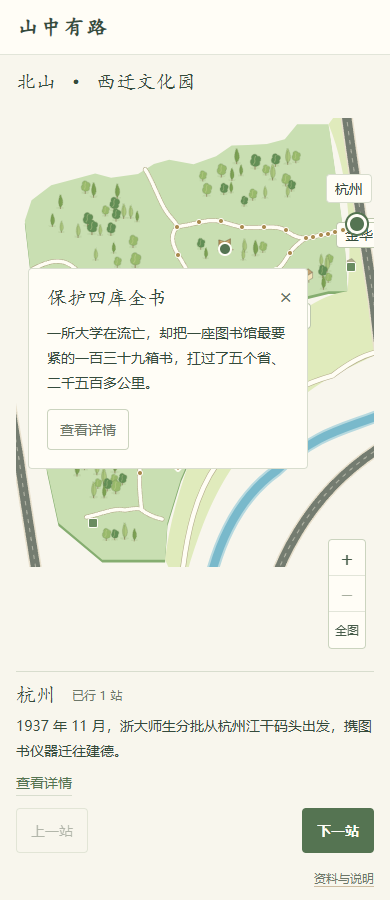 山中有路
北山 • 西迁文化园
杭州
金华
保护四库全书 ×
一所大学在流亡，却把一座图书馆最要
紧的一百三十九箱书，扛过了五个省、
二千五百多公里。
查看详情
+
−
全图
杭州 已行 1 站
1937 年 11 月，浙大师生分批从杭州江干码头出发，携图
书仪器迁往建德。
查看详情
上一站 下一站
资料与说明